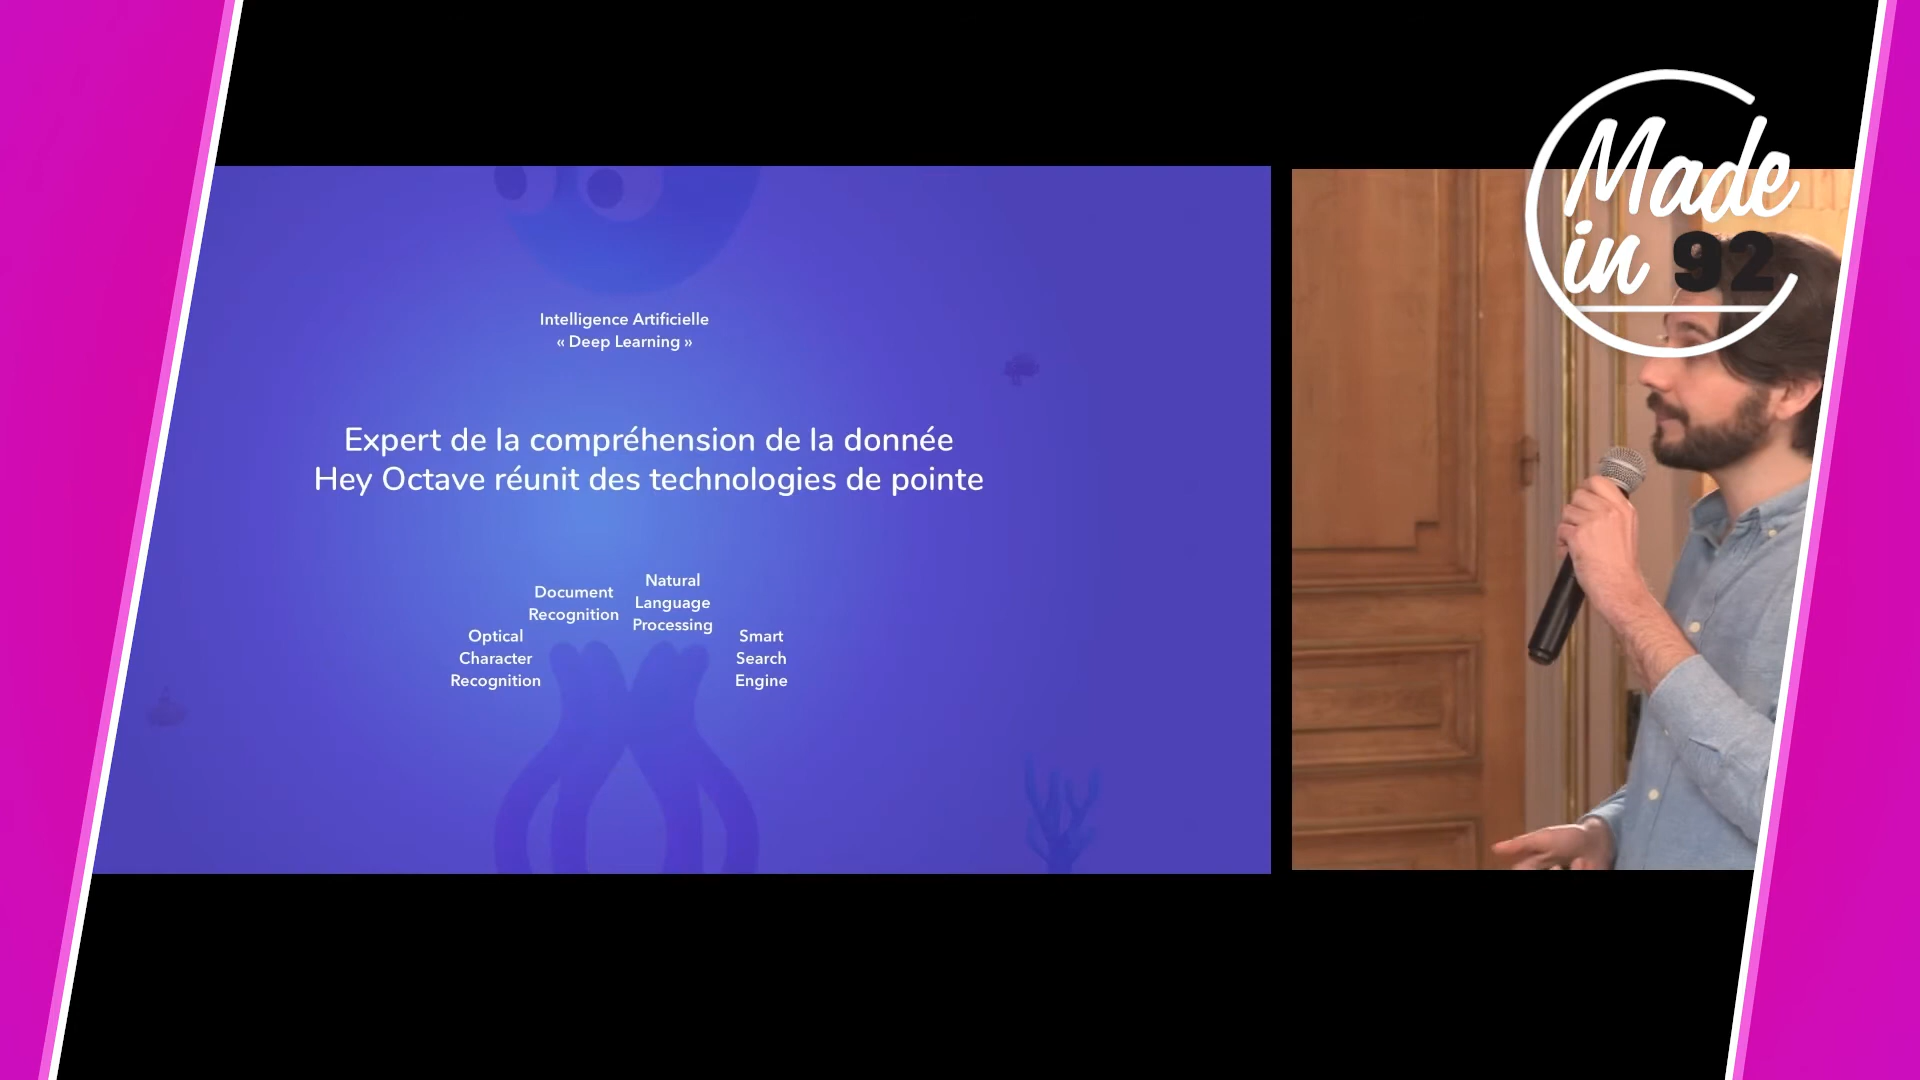 Made
in 92
Intelligence Artificielle
« Deep Learning »
Expert de la compréhension de la donnée
Hey Octave réunit des technologies de pointe
Document
Recognition
Natural
Language
Processing
Optical
Character
Recognition
Smart
Search
Engine